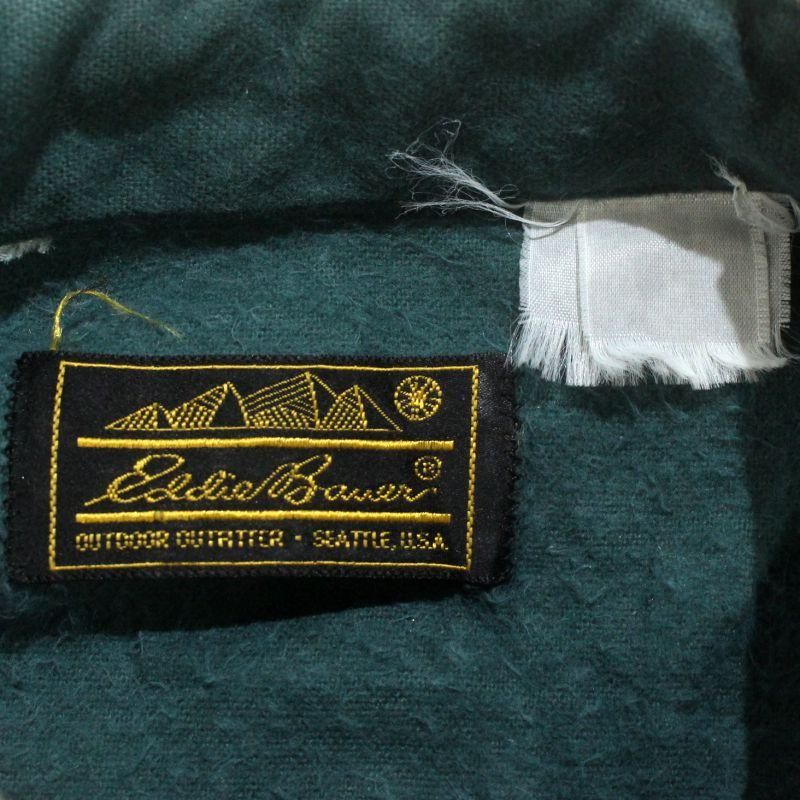 Eddie Bauer®
OUTDOOR OUTFITTER · SEATTLE, U.S.A.